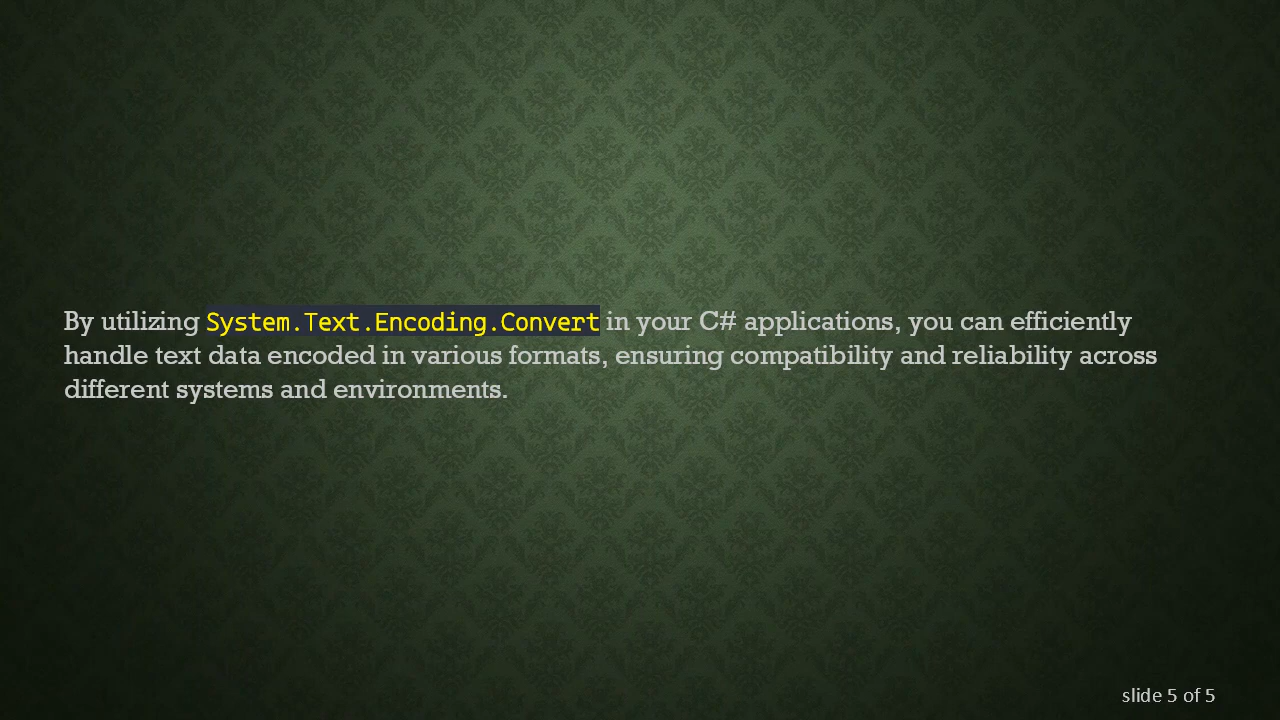 By utilizing System.Text.Encoding.Convert in your C# applications, you can efficiently
handle text data encoded in various formats, ensuring compatibility and reliability across
different systems and environments.
slide 5 of 5